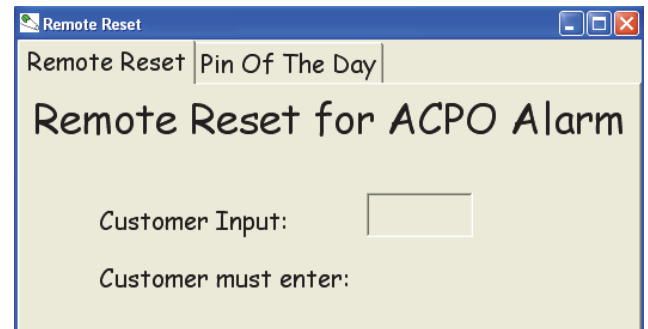 Remote Reset
Remote Reset Pin Of The Day
Remote Reset for ACPO Alarm
Customer Input:
Customer must enter: